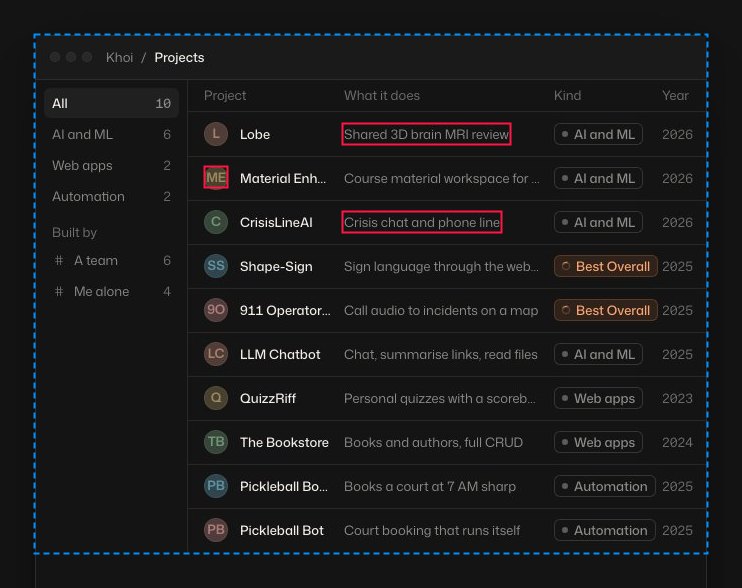 Khoi / Projects
All 10
AI and ML 6
Web apps 2
Automation 2
Built by
# A team 6
# Me alone 4
Project What it does Kind Year
L Lobe Shared 3D brain MRI review AI and ML 2026
ME Material Enh... Course material workspace for ... AI and ML 2026
C CrisisLineAI Crisis chat and phone line AI and ML 2026
SS Shape-Sign Sign language through the web... Best Overall 2025
9O 911 Operator... Call audio to incidents on a map Best Overall 2025
LC LLM Chatbot Chat, summarise links, read files AI and ML 2025
Q QuizzRiff Personal quizzes with a scoreb... Web apps 2023
TB The Bookstore Books and authors, full CRUD Web apps 2024
PB Pickleball Bo... Books a court at 7 AM sharp Automation 2025
PB Pickleball Bot Court booking that runs itself Automation 2025